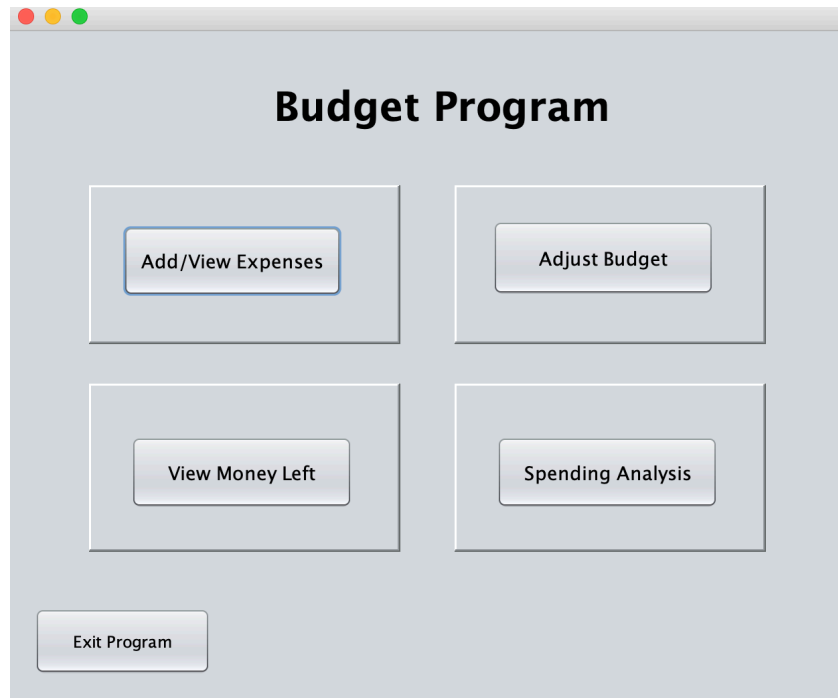 Budget Program
Add/View Expenses
Adjust Budget
View Money Left
Spending Analysis
Exit Program